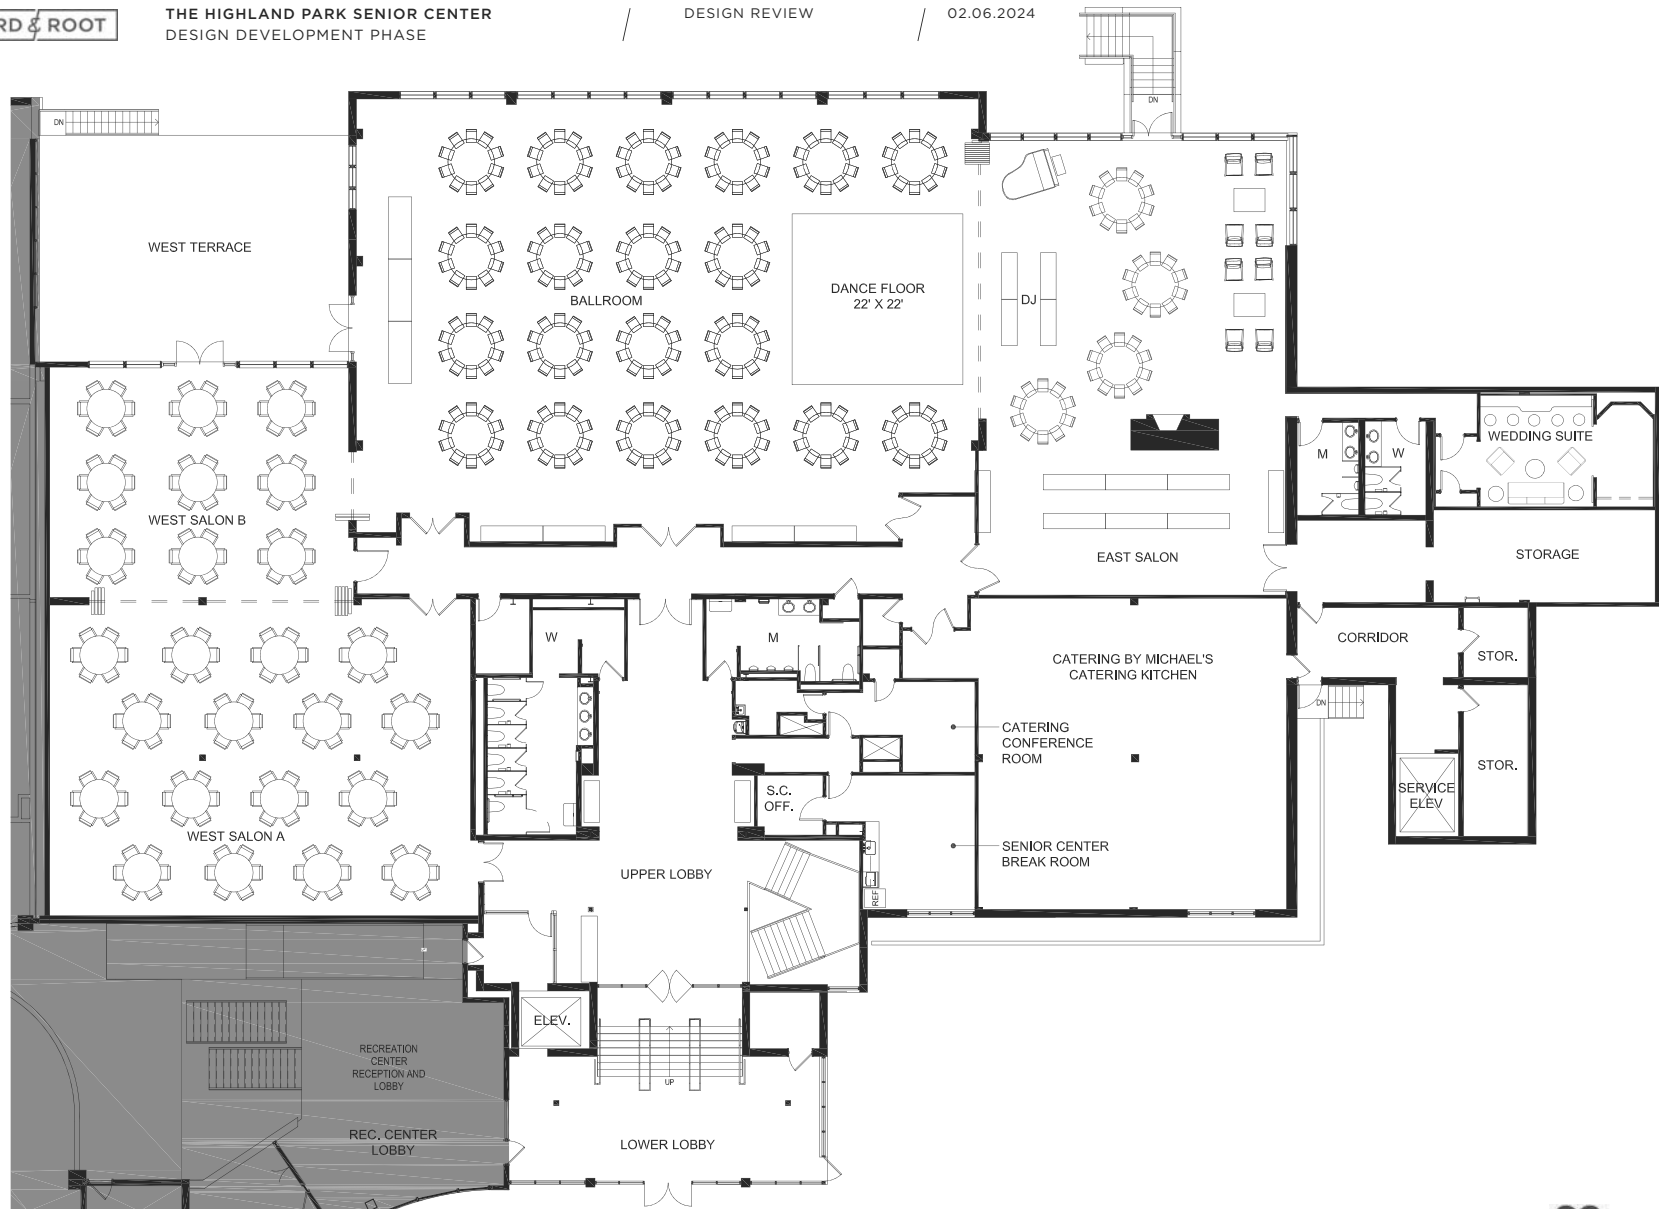 RD & ROOT
THE HIGHLAND PARK SENIOR CENTER
DESIGN DEVELOPMENT PHASE
DESIGN REVIEW
02.06.2024
DN
DN
WEST TERRACE
BALLROOM
DANCE FLOOR
22' X 22'
DJ
WEST SALON B
M
W
WEDDING SUITE
EAST SALON
STORAGE
W
M
CORRIDOR
STOR.
CATERING BY MICHAEL'S
CATERING KITCHEN
DN
CATERING
CONFERENCE
ROOM
STOR.
S.C.
OFF.
SERVICE
ELEV
WEST SALON A
SENIOR CENTER
BREAK ROOM
UPPER LOBBY
REF
ELEV.
RECREATION
CENTER
RECEPTION AND
LOBBY
UP
REC. CENTER
LOBBY
LOWER LOBBY